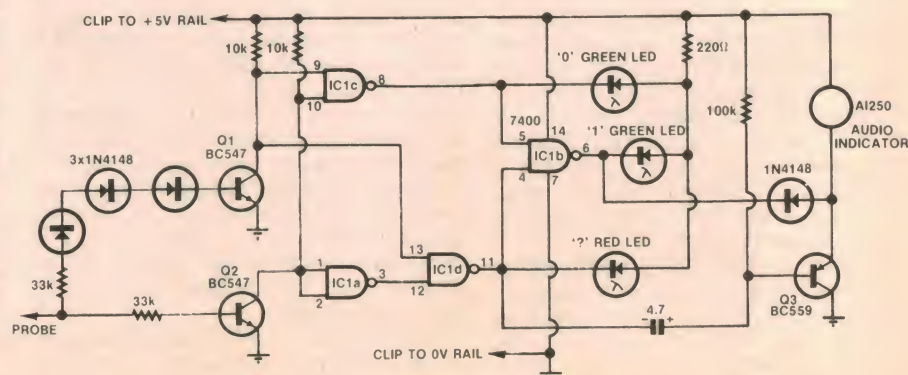 CLIP TO +5V RAIL
10k
10k
9
10
IC1c
8
'0' GREEN LED
220Ω
100k
AI250
AUDIO
INDICATOR
7400
5
14
IC1b
6
4
7
'1' GREEN LED
1N4148
Q1
BC547
3x1N4148
33k
PROBE
33k
Q2
BC547
1
2
IC1a
3
13
12
IC1d
11
'?' RED LED
4.7
-
+
Q3
BC559
CLIP TO 0V RAIL
λ
λ
λ